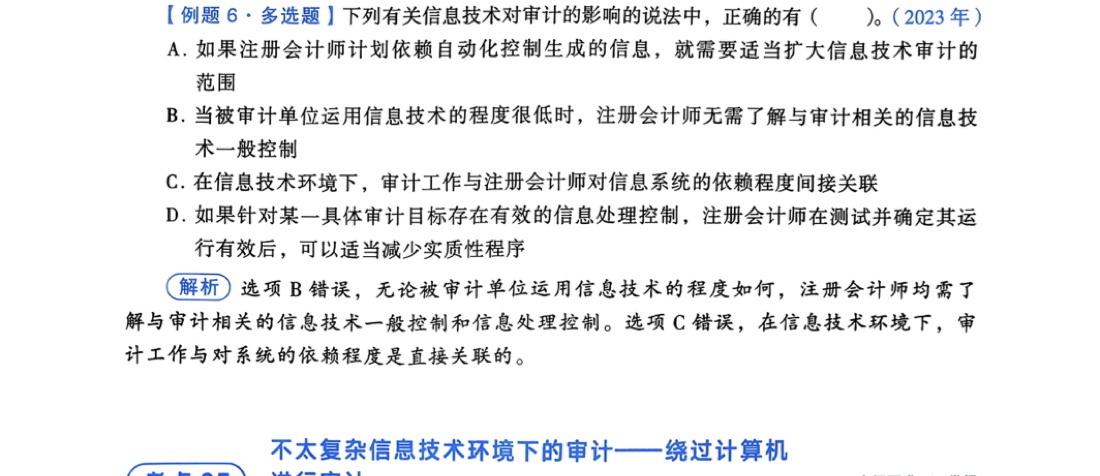 【例题6·多选题】下列有关信息技术对审计的影响的说法中，正确的有（　　）。（2023年）
A. 如果注册会计师计划依赖自动化控制生成的信息，就需要适当扩大信息技术审计的
范围
B. 当被审计单位运用信息技术的程度很低时，注册会计师无需了解与审计相关的信息技
术一般控制
C. 在信息技术环境下，审计工作与注册会计师对信息系统的依赖程度间接关联
D. 如果针对某一具体审计目标存在有效的信息处理控制，注册会计师在测试并确定其运
行有效后，可以适当减少实质性程序
解析 选项B错误，无论被审计单位运用信息技术的程度如何，注册会计师均需了
解与审计相关的信息技术一般控制和信息处理控制。选项C错误，在信息技术环境下，审
计工作与对系统的依赖程度是直接关联的。
不太复杂信息技术环境下的审计——绕过计算机